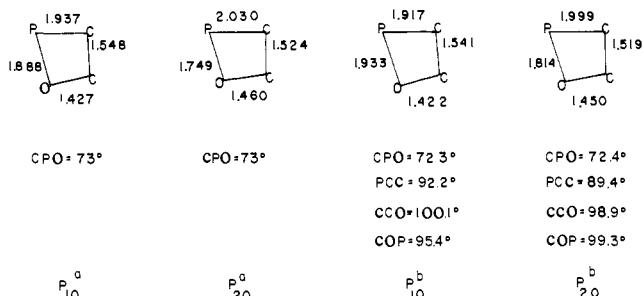 1.937 2.030 1.917 1.999
P C P C P C P C
1.548 1.524 1.541 1.519
1.888 1.749 1.933 1.814
O C O C O C O C
1.427 1.460 1.422 1.450
CPO=73° CPO=73° CPO=72.3° CPO=72.4°
PCC=92.2° PCC=89.4°
CCO=100.1° CCO=98.9°
COP=95.4° COP=99.3°
P₁₀ᵃ P₂₀ᵃ P₁₀ᵇ P₂₀ᵇ